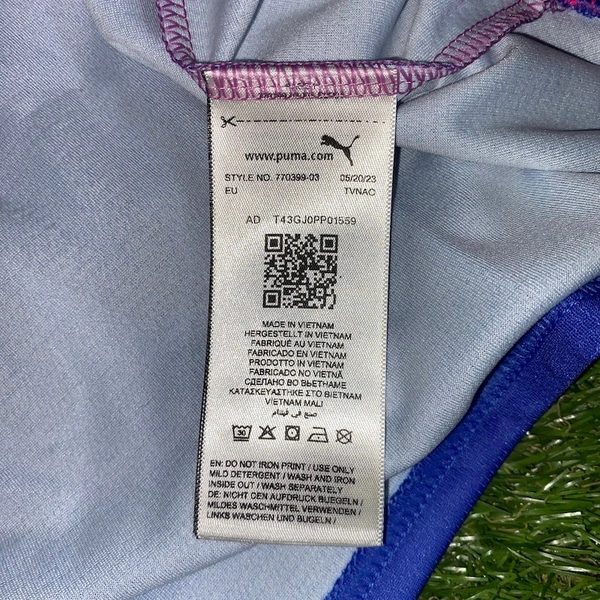 www.puma.com
STYLE NO. 770399-03 05/20/23
EU TVNAC
AD T43GJ0PP01559
MADE IN VIETNAM
HERGESTELLT IN VIETNAM
FABRIQUÉ AU VIETNAM
FABRICADO EN VIETNAM
PRODOTTO IN VIETNAM
FABRICADO NO VIETNÃ
СДЕЛАНО ВО ВЬЕТНАМЕ
ΚΑΤΑΣΚΕΥΑΣΤΗΚΕ ΣΤΟ ΒΙΕΤΝΑΜ
VIETNAM MALI
صنع في فيتنام
30
EN: DO NOT IRON PRINT / USE ONLY
MILD DETERGENT / WASH AND IRON
INSIDE OUT / WASH SEPARATELY
DE: NICHT DEN AUFDRUCK BUEGELN /
MILDES WASCHMITTEL VERWENDEN /
LINKS WASCHEN UND BUGELN /